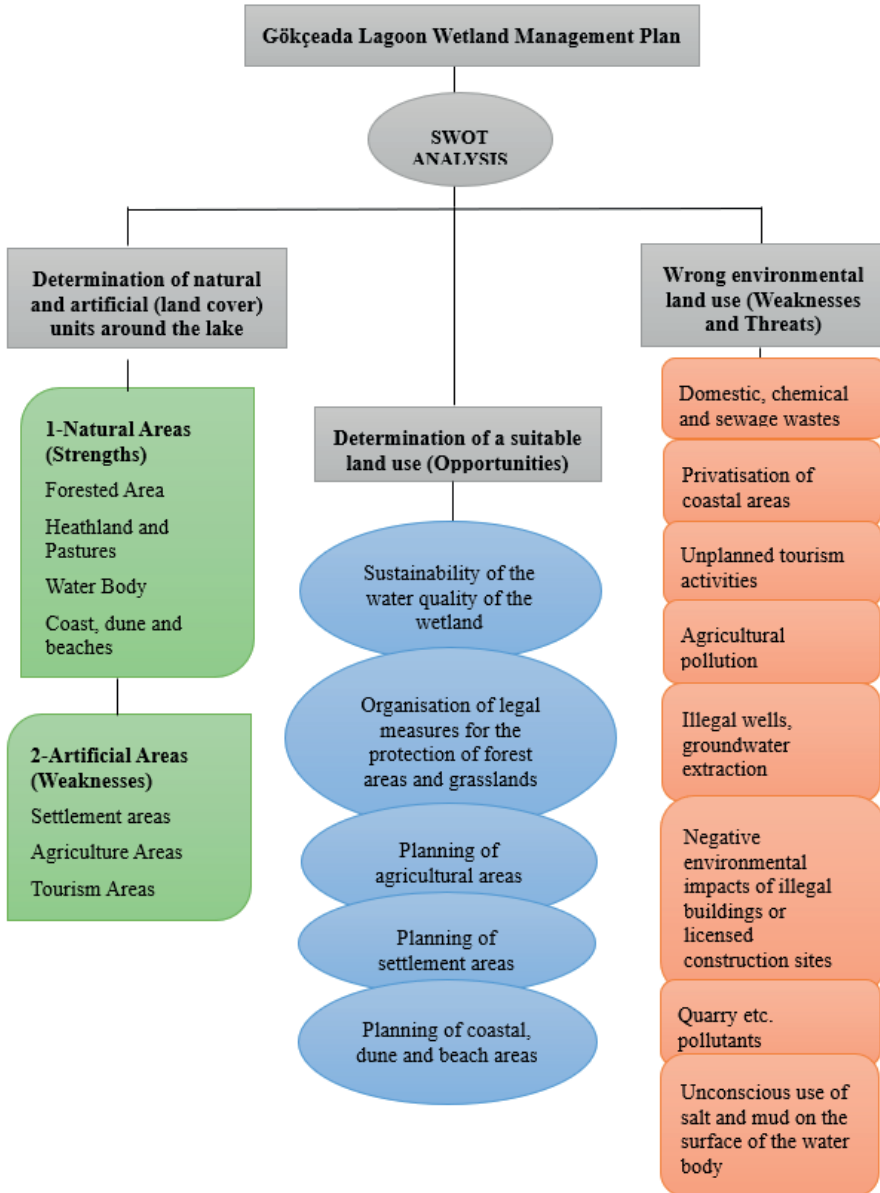 Gökçeada Lagoon Wetland Management Plan
SWOT
ANALYSIS
Determination of natural
and artificial (land cover)
units around the lake
1-Natural Areas
(Strengths)
Forested Area
Heathland and
Pastures
Water Body
Coast, dune and
beaches
2-Artificial Areas
(Weaknesses)
Settlement areas
Agriculture Areas
Tourism Areas
Determination of a suitable
land use (Opportunities)
Sustainability of the
water quality of the
wetland
Organisation of legal
measures for the
protection of forest
areas and grasslands
Planning of
agricultural areas
Planning of
settlement areas
Planning of coastal,
dune and beach areas
Wrong environmental
land use (Weaknesses
and Threats)
Domestic, chemical
and sewage wastes
Privatisation of
coastal areas
Unplanned tourism
activities
Agricultural
pollution
Illegal wells,
groundwater
extraction
Negative
environmental
impacts of illegal
buildings or
licensed
construction sites
Quarry etc.
pollutants
Unconscious use of
salt and mud on the
surface of the water
body